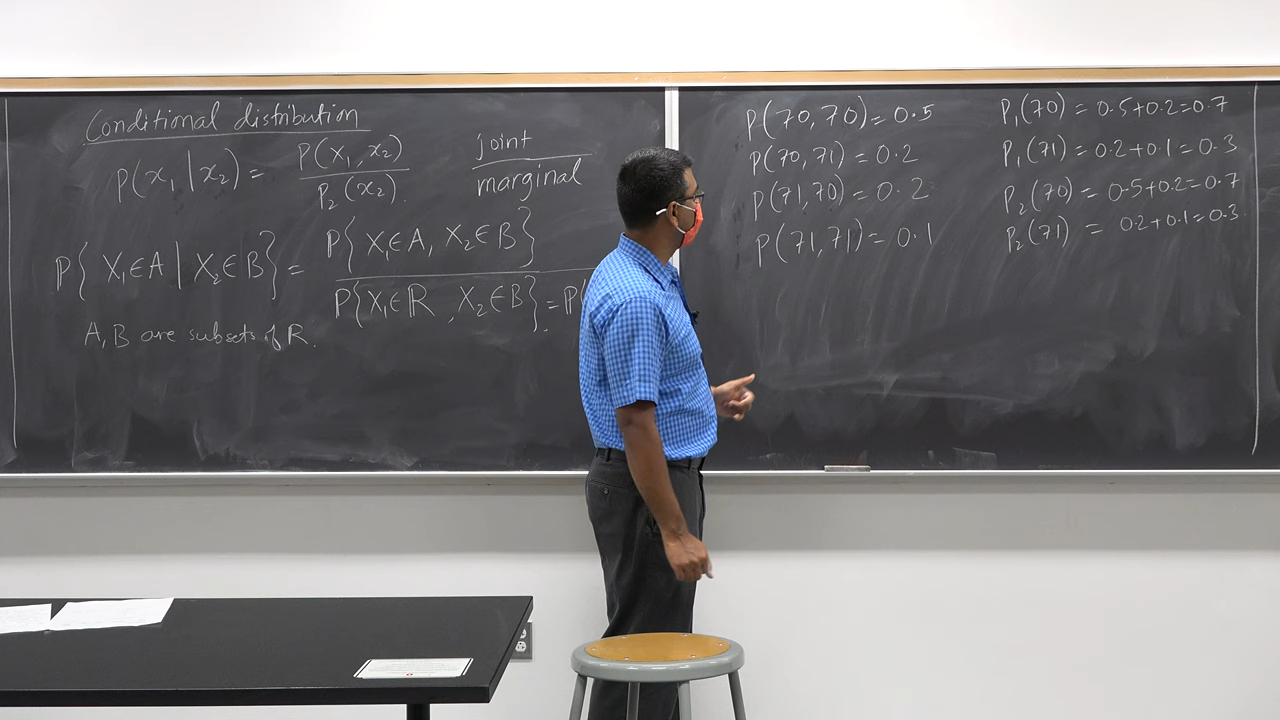 Conditional distribution
p(x₁|x₂) = p(x₁, x₂) / p₂(x₂)
joint / marginal
P{X₁∈A | X₂∈B} = P{X₁∈A, X₂∈B} / P{X₁∈R, X₂∈B} = P{
A, B are subsets of R.
p(70,70) = 0.5
p(70,71) = 0.2
p(71,70) = 0.2
p(71,71) = 0.1
p₁(70) = 0.5+0.2=0.7
p₁(71) = 0.2+0.1=0.3
p₂(70) = 0.5+0.2=0.7
p₂(71) = 0.2+0.1=0.3.